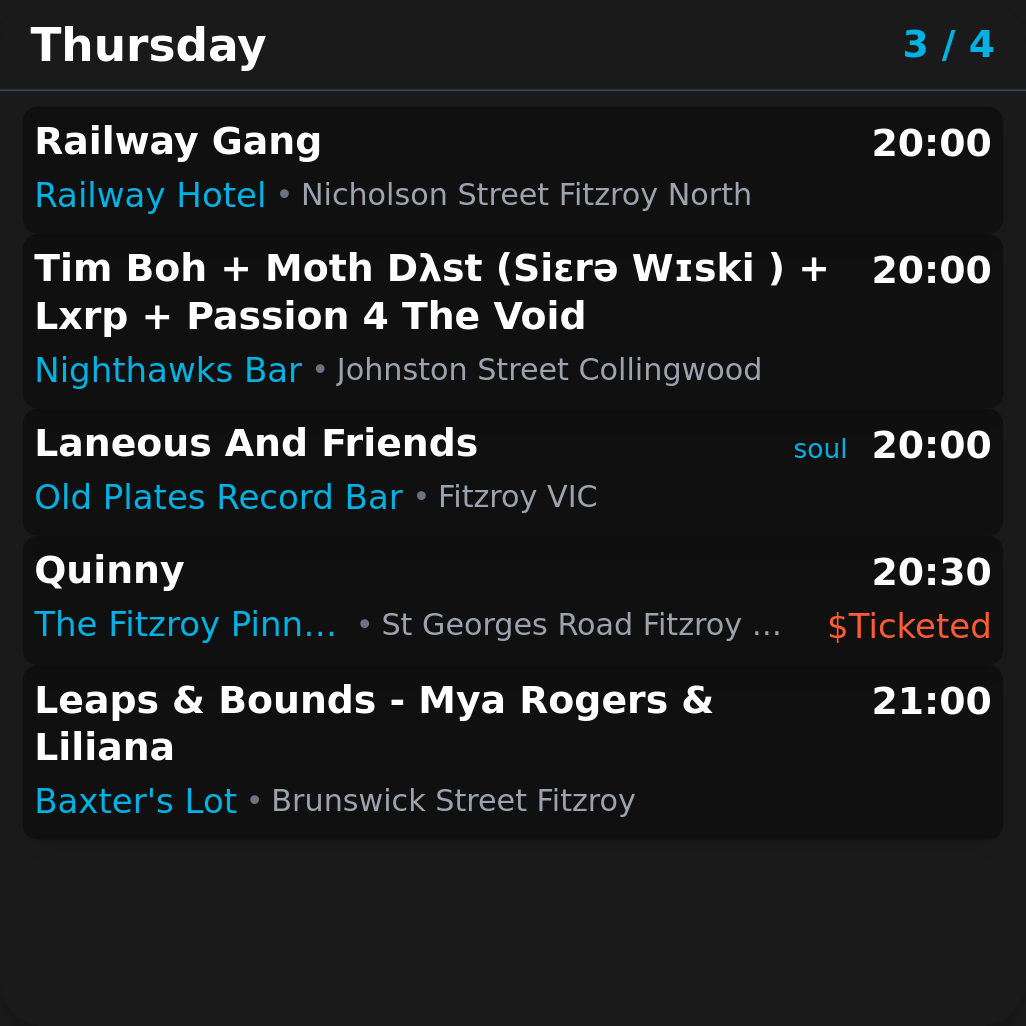 Thursday 3 / 4
Railway Gang 20:00
Railway Hotel • Nicholson Street Fitzroy North
Tim Boh + Moth Dλst (Siɛrə Wɪski ) + 20:00
Lxrp + Passion 4 The Void
Nighthawks Bar • Johnston Street Collingwood
Laneous And Friends soul 20:00
Old Plates Record Bar • Fitzroy VIC
Quinny 20:30
The Fitzroy Pinn… • St Georges Road Fitzroy … $Ticketed
Leaps & Bounds - Mya Rogers & 21:00
Liliana
Baxter's Lot • Brunswick Street Fitzroy